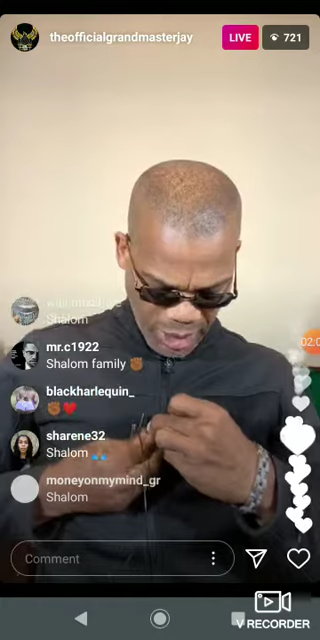 theofficialgrandmasterjay
LIVE
721
Shalom
mr.c1922
Shalom family
blackharlequin_
sharene32
Shalom
moneyonmymind_gr
Shalom
Comment
V RECORDER